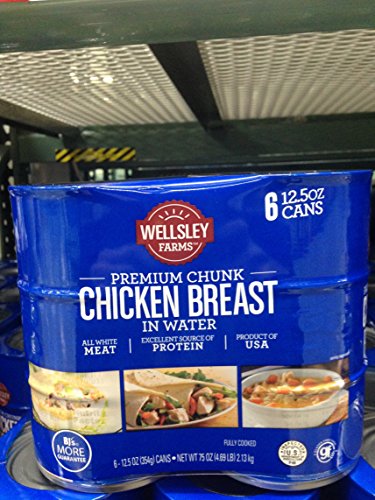 6 12.5OZ
CANS
WELLSLEY
FARMS
PREMIUM CHUNK
CHICKEN BREAST
IN WATER
ALL WHITE
MEAT
EXCELLENT SOURCE OF
PROTEIN
PRODUCT OF
USA
BJ's
MORE
GUARANTEE
FULLY COOKED
6 - 12.5 OZ (354g) CANS • NET WT 75 OZ (4.69 LB) 2.13 kg
gf